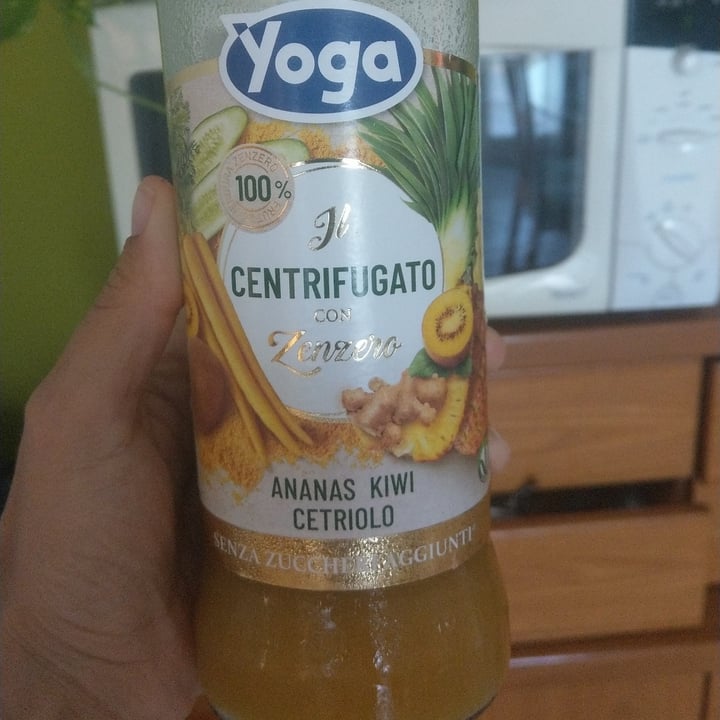 Yoga
100%
Il
CENTRIFUGATO
CON
Zenzero
ANANAS KIWI
CETRIOLO
SENZA ZUCCHERI AGGIUNTI*